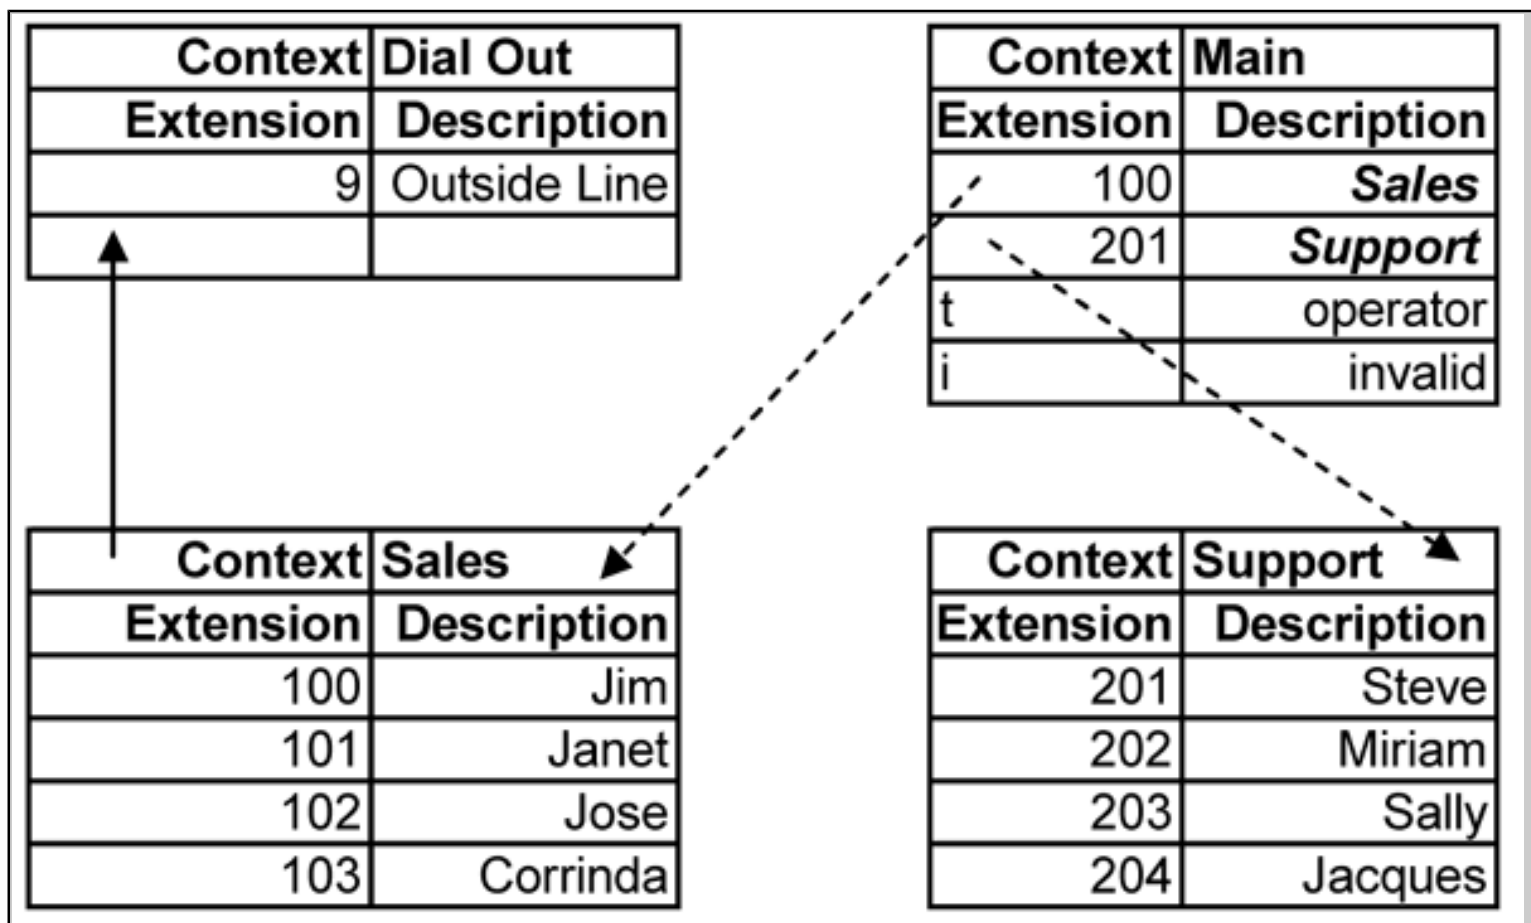 Context Dial Out
Extension Description
9 Outside Line
Context Main
Extension Description
100 Sales
201 Support
t operator
i invalid
Context Sales
Extension Description
100 Jim
101 Janet
102 Jose
103 Corrinda
Context Support
Extension Description
201 Steve
202 Miriam
203 Sally
204 Jacques